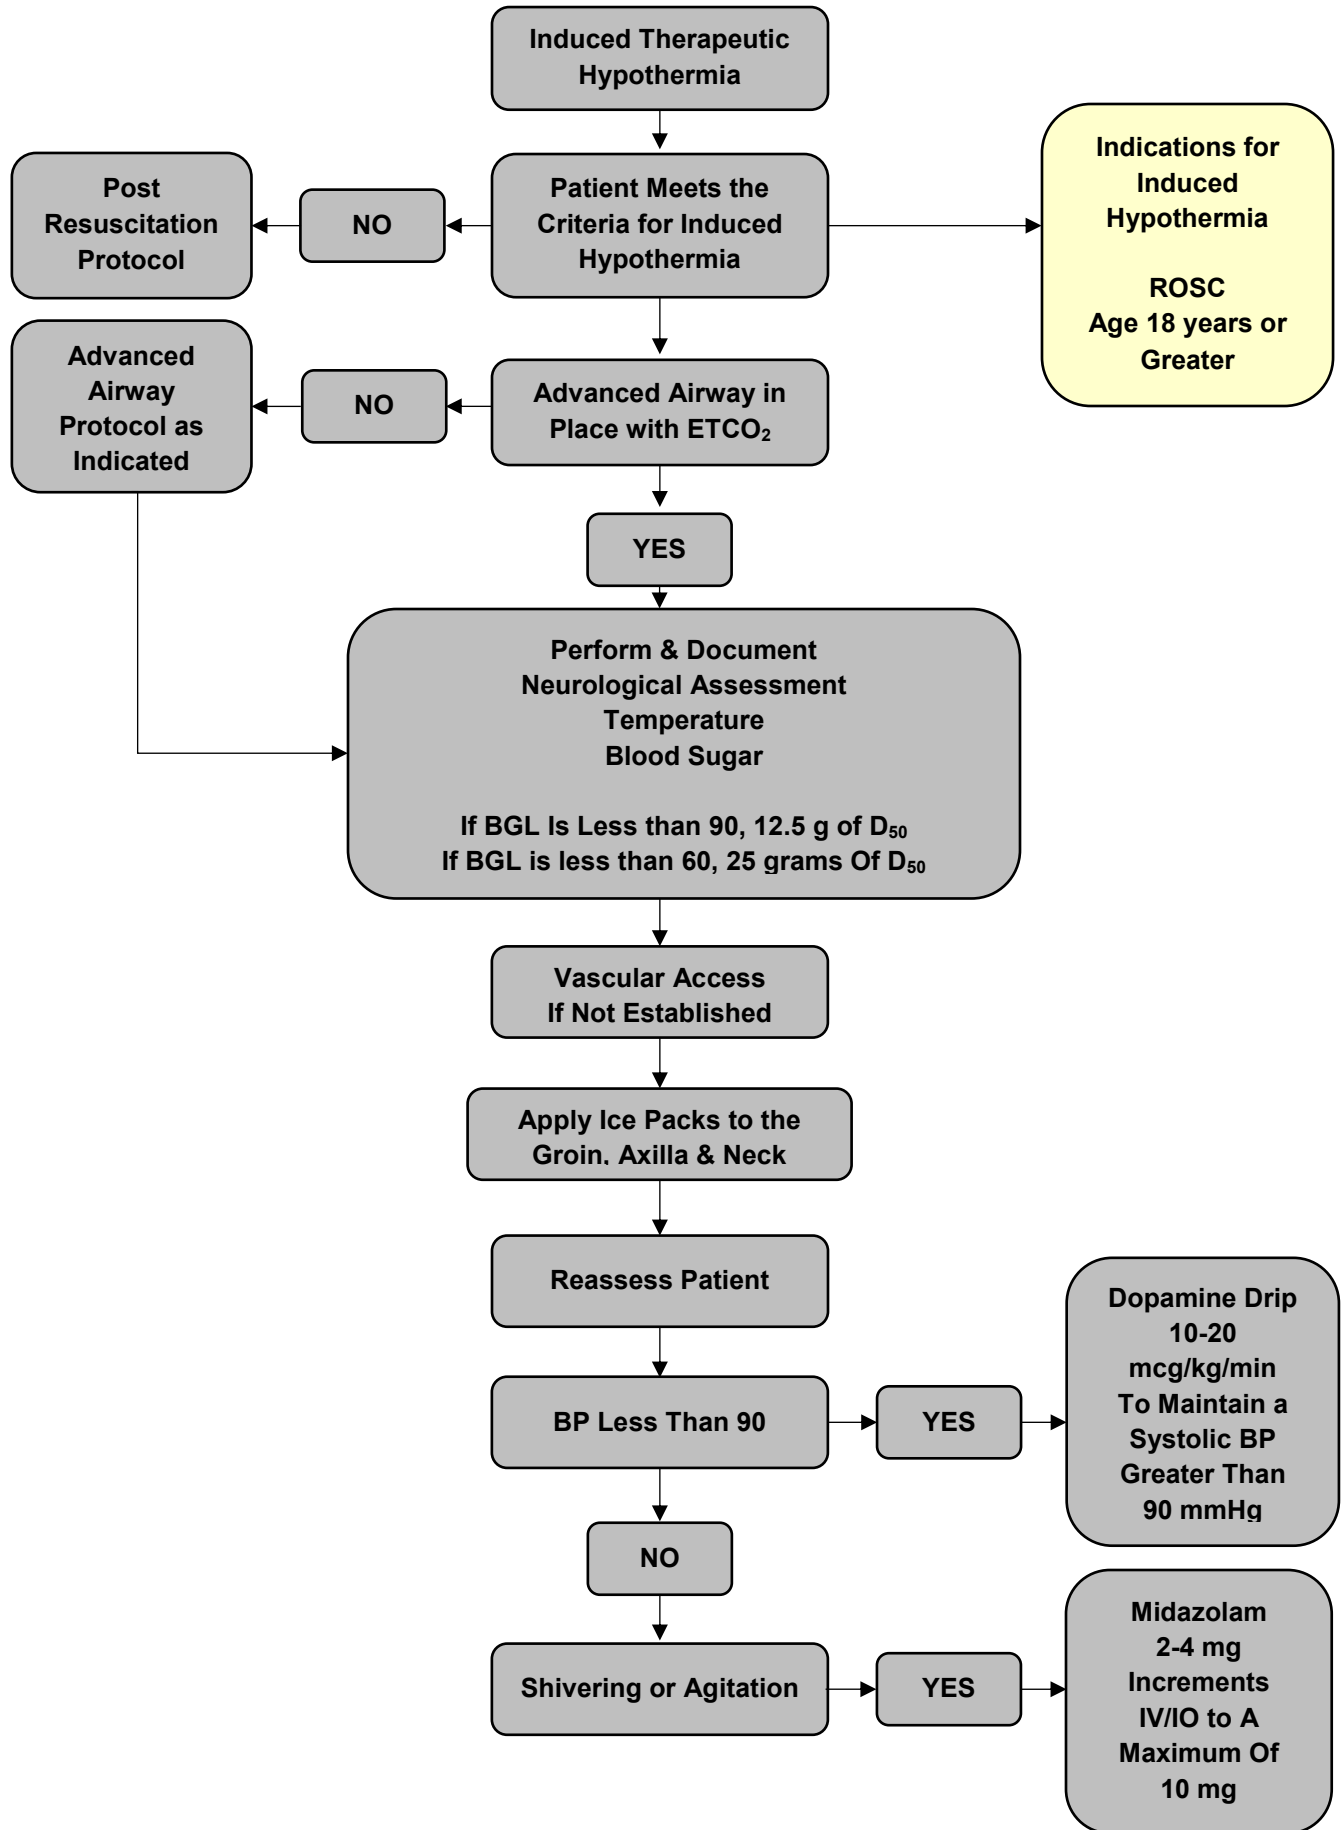 Induced Therapeutic
Hypothermia
Patient Meets the
Criteria for Induced
Hypothermia
NO
Post
Resuscitation
Protocol
Indications for
Induced
Hypothermia
ROSC
Age 18 years or
Greater
Advanced Airway in
Place with ETCO₂
NO
Advanced
Airway
Protocol as
Indicated
YES
Perform & Document
Neurological Assessment
Temperature
Blood Sugar
If BGL Is Less than 90, 12.5 g of D₅₀
If BGL is less than 60, 25 grams Of D₅₀
Vascular Access
If Not Established
Apply Ice Packs to the
Groin, Axilla & Neck
Reassess Patient
BP Less Than 90
YES
Dopamine Drip
10-20
mcg/kg/min
To Maintain a
Systolic BP
Greater Than
90 mmHg
NO
Shivering or Agitation
YES
Midazolam
2-4 mg
Increments
IV/IO to A
Maximum Of
10 mg